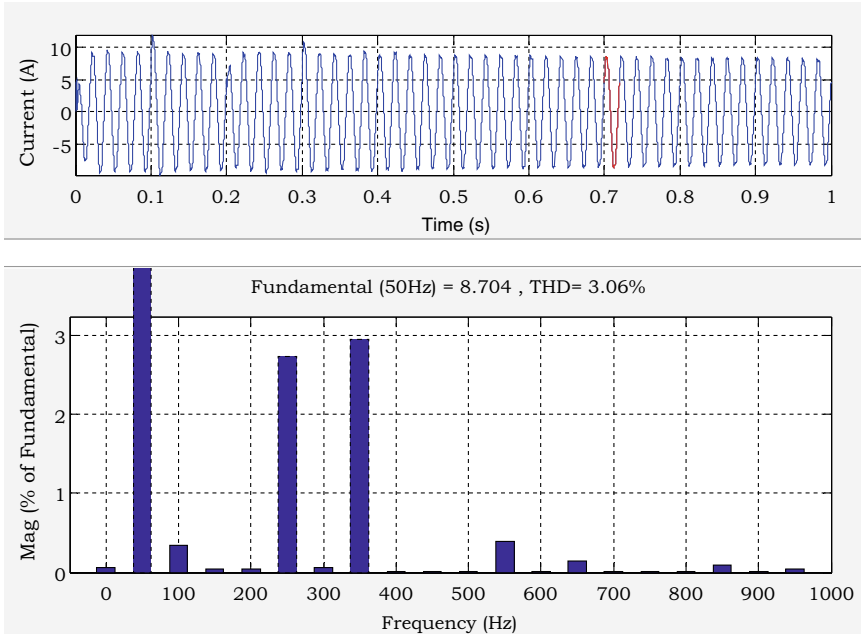 Current (A)
10
5
0
-5
0 0.1 0.2 0.3 0.4 0.5 0.6 0.7 0.8 0.9 1
Time (s)
Fundamental (50Hz) = 8.704 , THD= 3.06%
Mag (% of Fundamental)
3
2
1
0
0 100 200 300 400 500 600 700 800 900 1000
Frequency (Hz)